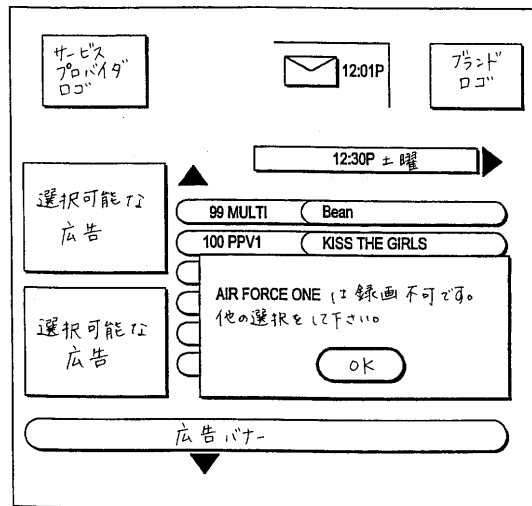 サービス
プロバイダ
ロゴ
12:01P
ブランド
ロゴ
12:30P 土曜
選択可能な
広告
99 MULTI Bean
100 PPV1 KISS THE GIRLS
AIR FORCE ONE は録画不可です。
他の選択をして下さい。
OK
選択可能な
広告
広告バナー